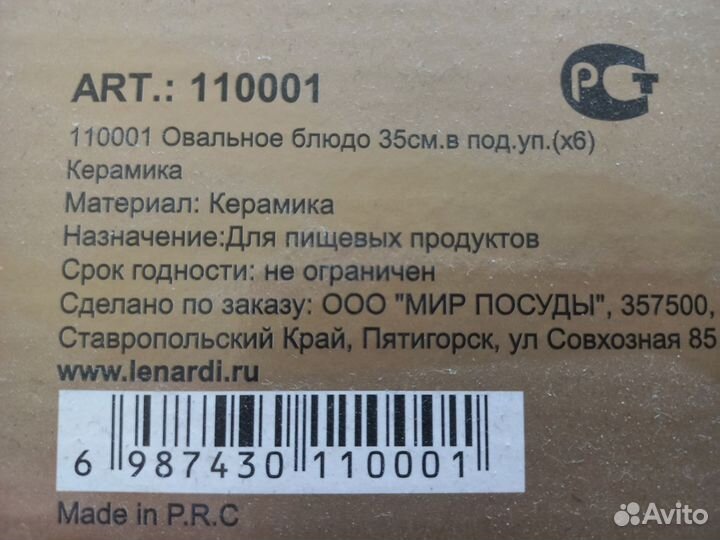 ART.: 110001
РСТ
110001 Овальное блюдо 35см.в под.уп.(х6)
Керамика
Материал: Керамика
Назначение:Для пищевых продуктов
Срок годности: не ограничен
Сделано по заказу: ООО "МИР ПОСУДЫ", 357500,
Ставропольский Край, Пятигорск, ул Совхозная 85
www.lenardi.ru
6 987430 110001
Made in P.R.C
Avito